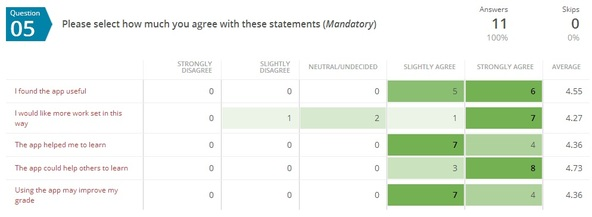 Question
05
Please select how much you agree with these statements (Mandatory)
Answers
11
100%
Skips
0
0%
STRONGLY DISAGREE
SLIGHTLY DISAGREE
NEUTRAL/UNDECIDED
SLIGHTLY AGREE
STRONGLY AGREE
AVERAGE
I found the app useful 0 0 0 5 6 4.55
I would like more work set in this way 0 1 2 1 7 4.27
The app helped me to learn 0 0 0 7 4 4.36
The app could help others to learn 0 0 0 3 8 4.73
Using the app may improve my grade 0 0 0 7 4 4.36